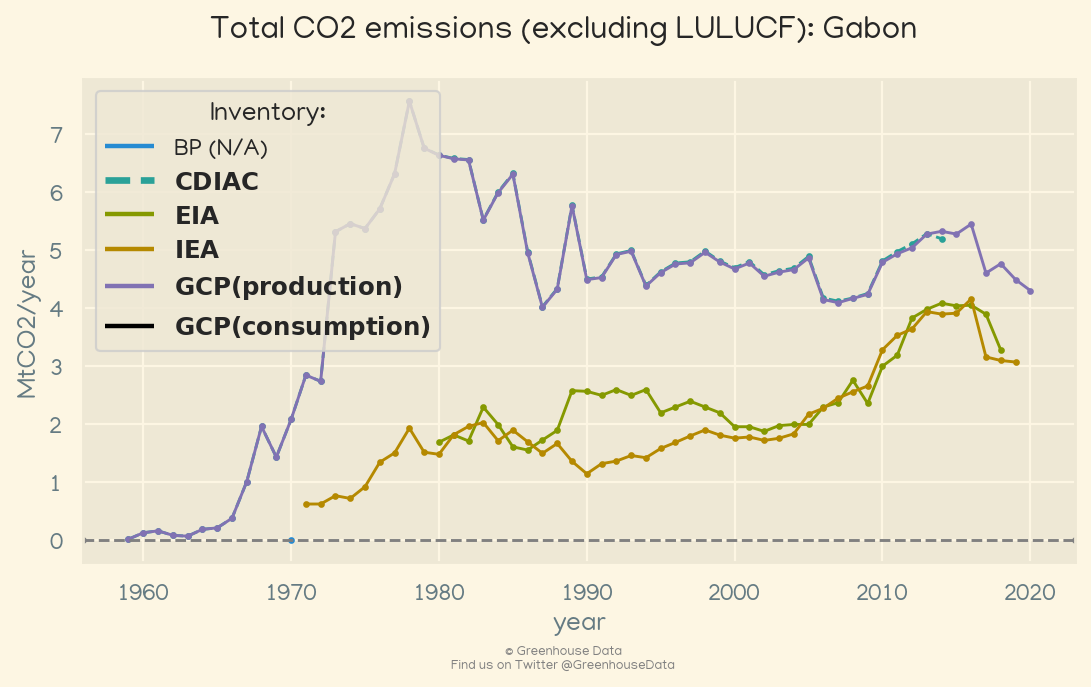 Total CO2 emissions (excluding LULUCF): Gabon
Inventory:
BP (N/A)
CDIAC
EIA
IEA
GCP(production)
GCP(consumption)
MtCO2/year
7
6
5
4
3
2
1
0
1960 1970 1980 1990 2000 2010 2020
year
© Greenhouse Data
Find us on Twitter @GreenhouseData